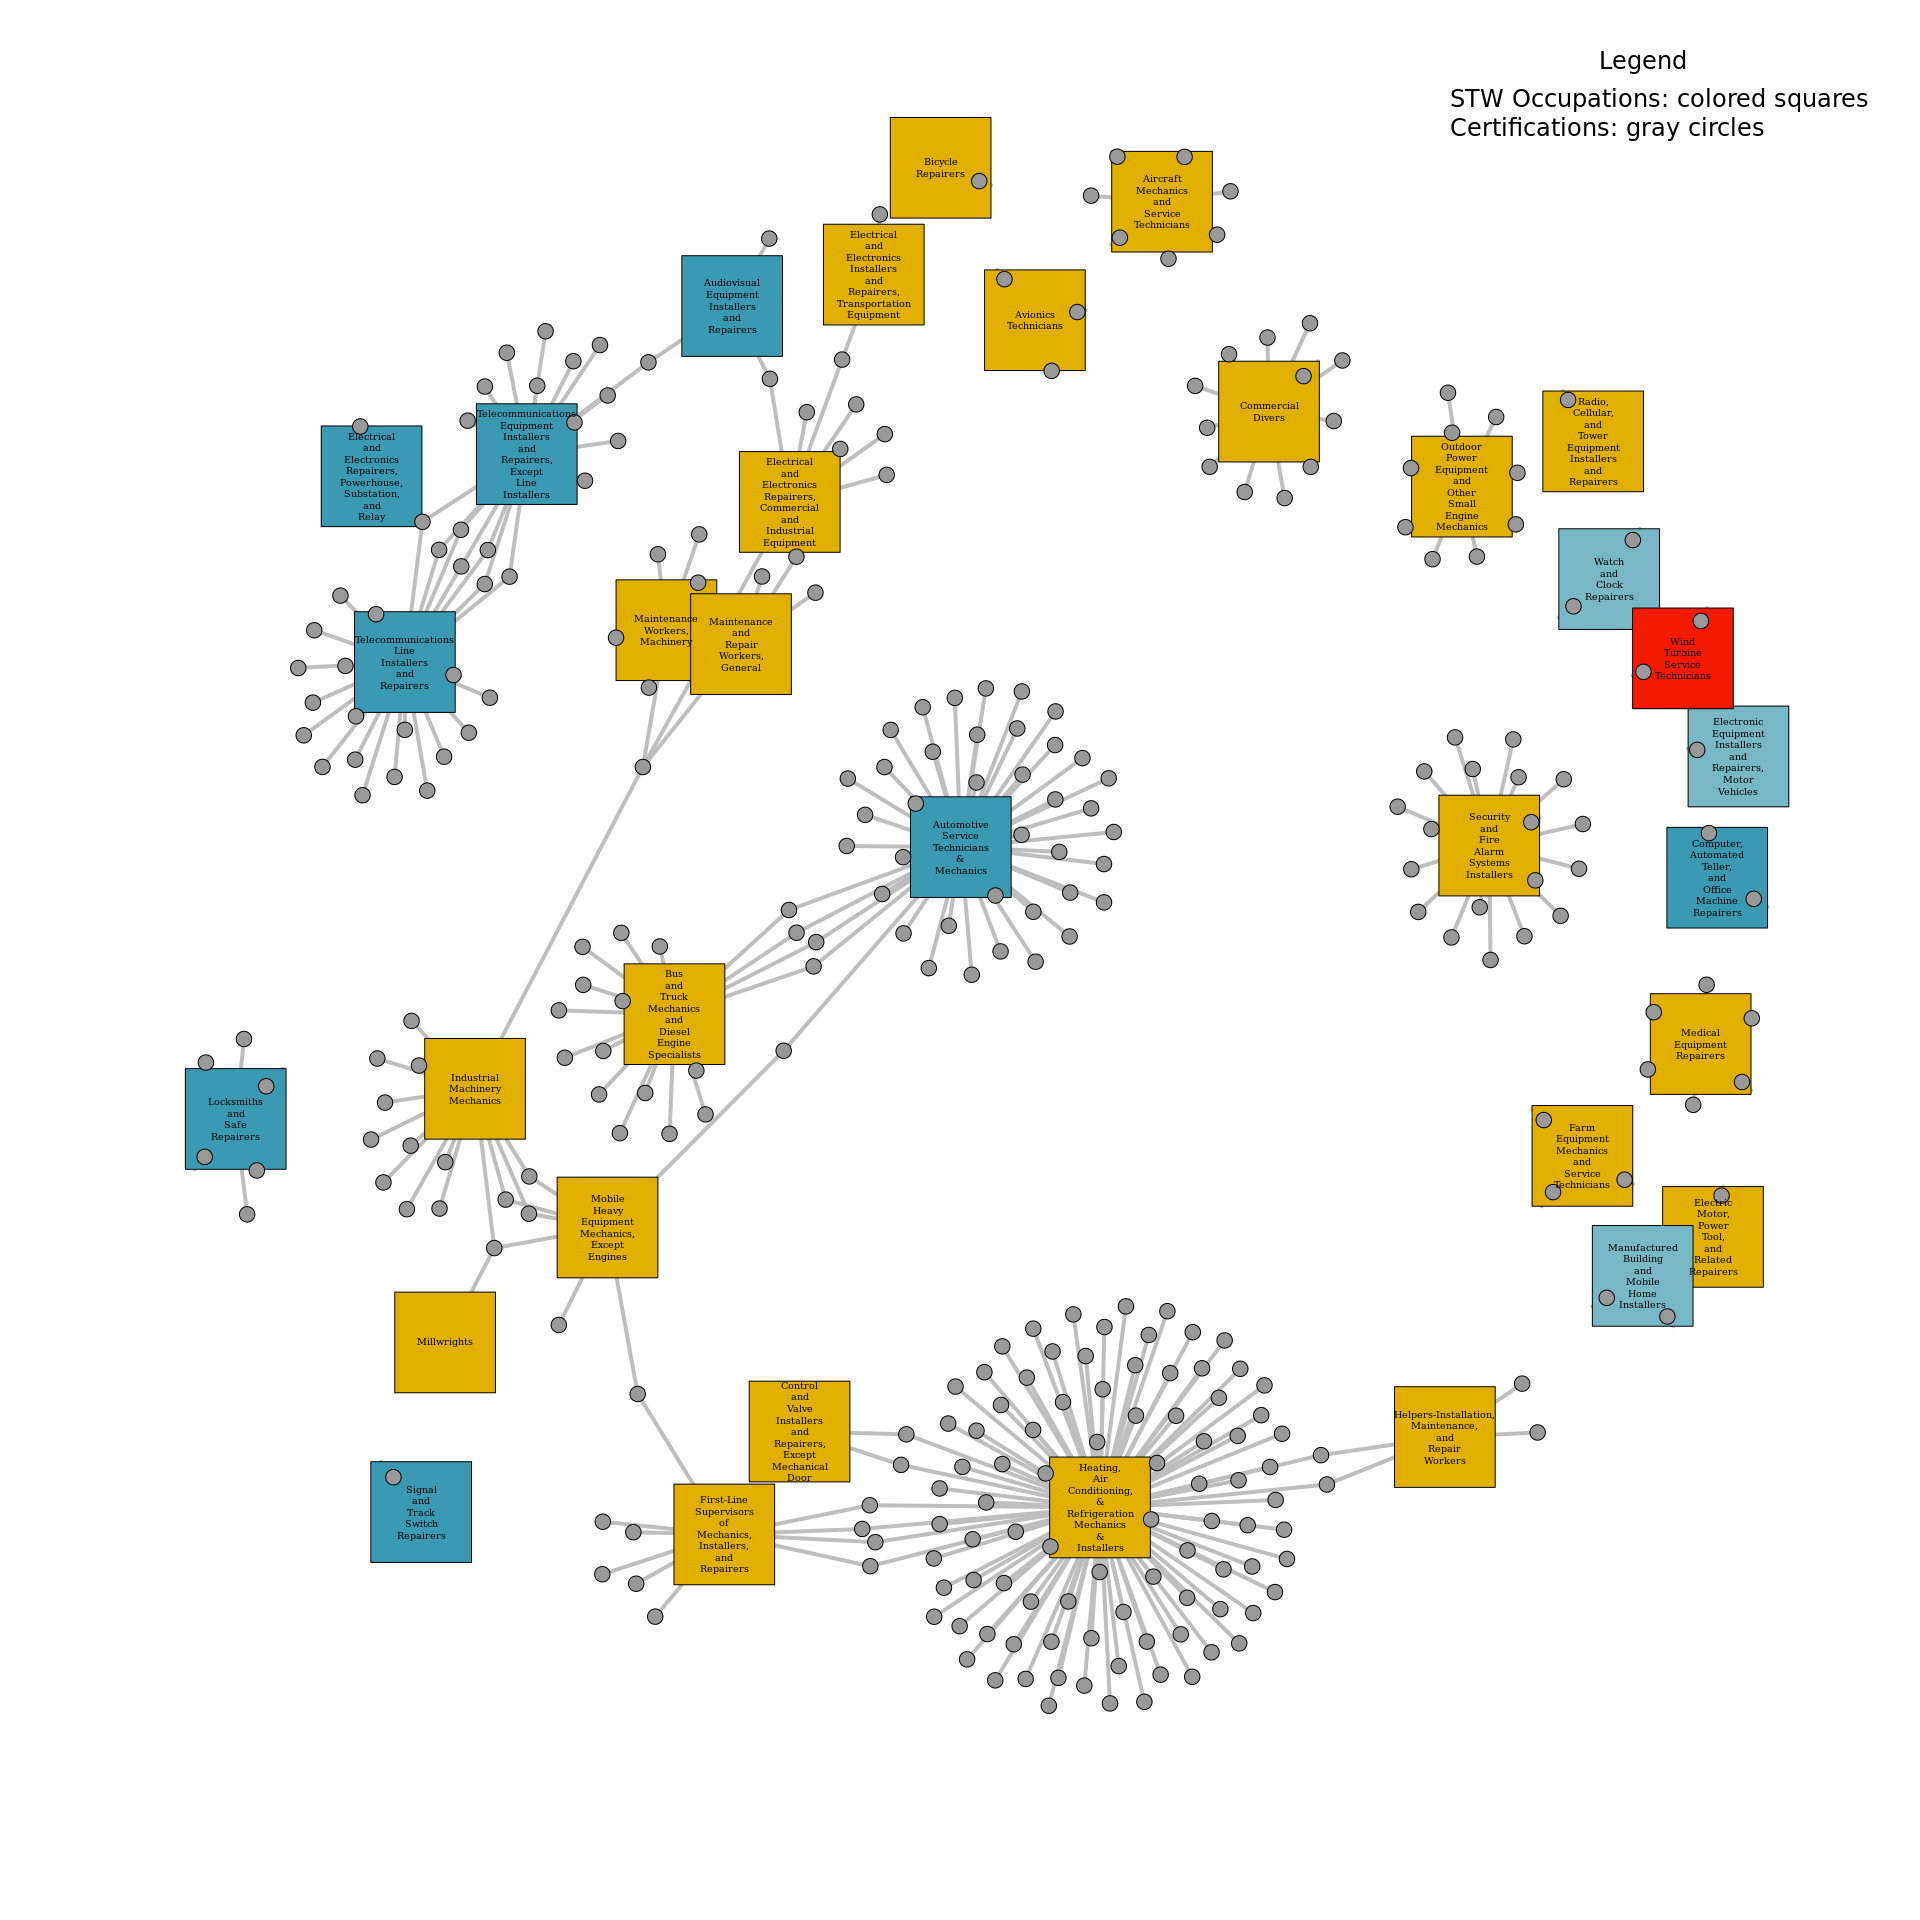 Legend
STW Occupations: colored squares
Certifications: gray circles
Bicycle
Repairers
Aircraft
Mechanics
and
Service
Technicians
Electrical
and
Electronics
Installers
and
Repairers,
Transportation
Equipment
Audiovisual
Equipment
Installers
and
Repairers
Avionics
Technicians
Commercial
Divers
Radio,
Cellular,
and
Tower
Equipment
Installers
and
Repairers
Telecommunications
Equipment
Installers
and
Repairers,
Except
Line
Installers
Electrical
and
Electronics
Repairers,
Powerhouse,
Substation,
and
Relay
Electrical
and
Electronics
Repairers,
Commercial
and
Industrial
Equipment
Outdoor
Power
Equipment
and
Other
Small
Engine
Mechanics
Watch
and
Clock
Repairers
Telecommunications
Line
Installers
and
Repairers
Maintenance
Workers,
Machinery
Maintenance
and
Repair
Workers,
General
Wind
Turbine
Service
Technicians
Electronic
Equipment
Installers
and
Repairers,
Motor
Vehicles
Automotive
Service
Technicians
&
Mechanics
Security
and
Fire
Alarm
Systems
Installers
Computer,
Automated
Teller,
and
Office
Machine
Repairers
Bus
and
Truck
Mechanics
and
Diesel
Engine
Specialists
Medical
Equipment
Repairers
Industrial
Machinery
Mechanics
Locksmiths
and
Safe
Repairers
Farm
Equipment
Mechanics
and
Service
Technicians
Mobile
Heavy
Equipment
Mechanics,
Except
Engines
Electric
Motor,
Power
Tool,
and
Related
Repairers
Manufactured
Building
and
Mobile
Home
Installers
Millwrights
Control
and
Valve
Installers
and
Repairers,
Except
Mechanical
Door
Helpers-Installation,
Maintenance,
and
Repair
Workers
Heating,
Air
Conditioning,
&
Refrigeration
Mechanics
&
Installers
Signal
and
Track
Switch
Repairers
First-Line
Supervisors
of
Mechanics,
Installers,
and
Repairers